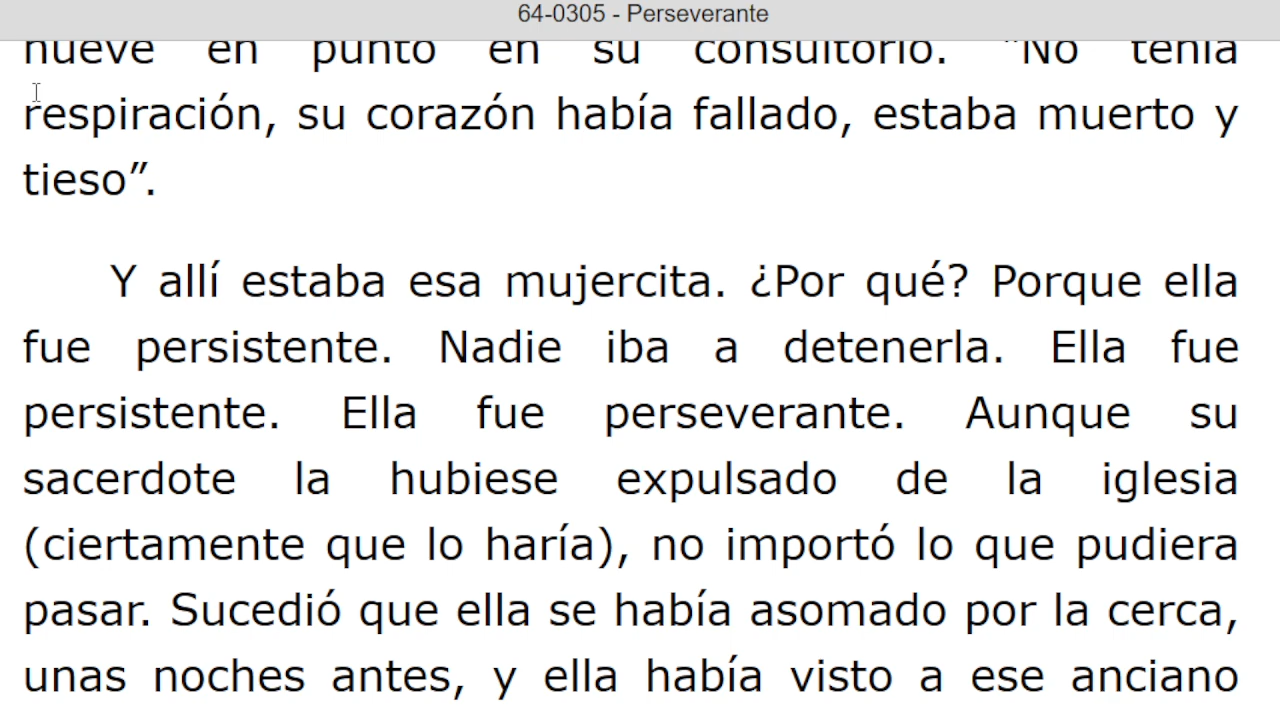 64-0305 - Perseverante
nueve en punto en su consultorio. "No tenía
respiración, su corazón había fallado, estaba muerto y
tieso”.
Y allí estaba esa mujercita. ¿Por qué? Porque ella
fue persistente. Nadie iba a detenerla. Ella fue
persistente. Ella fue perseverante. Aunque su
sacerdote la hubiese expulsado de la iglesia
(ciertamente que lo haría), no importó lo que pudiera
pasar. Sucedió que ella se había asomado por la cerca,
unas noches antes, y ella había visto a ese anciano